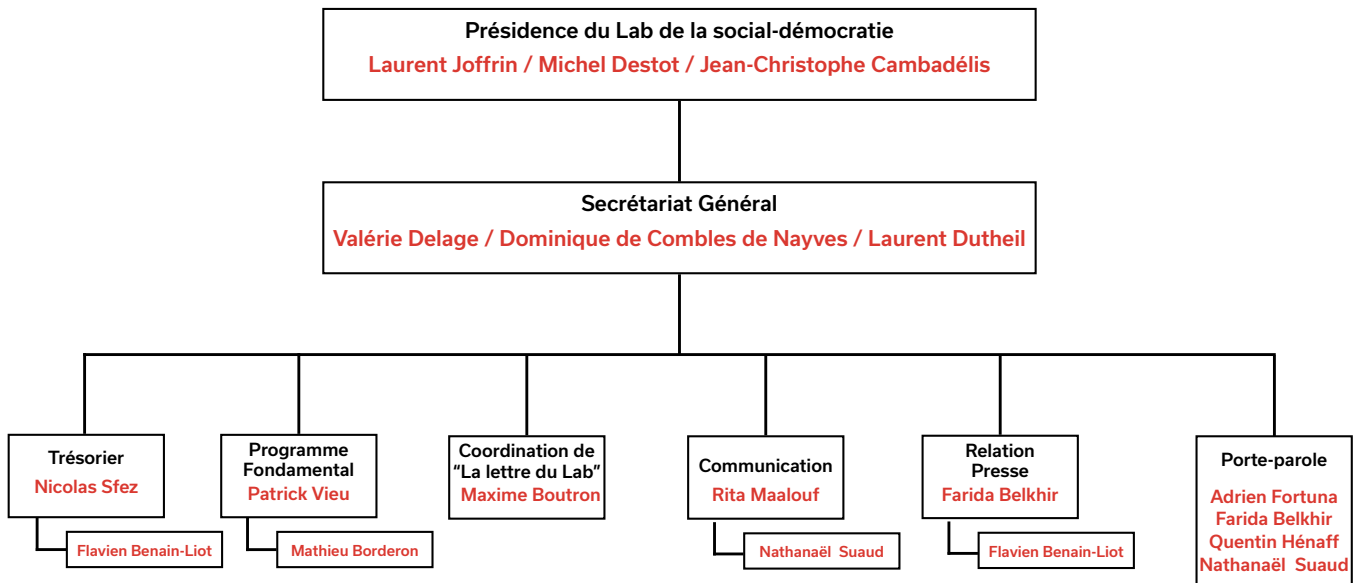 Présidence du Lab de la social-démocratie
Laurent Joffrin / Michel Destot / Jean-Christophe Cambadélis
Secrétariat Général
Valérie Delage / Dominique de Combles de Nayves / Laurent Dutheil
Trésorier
Nicolas Sfez
Flavien Benain-Liot
Programme
Fondamental
Patrick Vieu
Mathieu Borderon
Coordination de
“La lettre du Lab”
Maxime Boutron
Communication
Rita Maalouf
Nathanaël Suaud
Relation
Presse
Farida Belkhir
Flavien Benain-Liot
Porte-parole
Adrien Fortuna
Farida Belkhir
Quentin Hénaff
Nathanaël Suaud